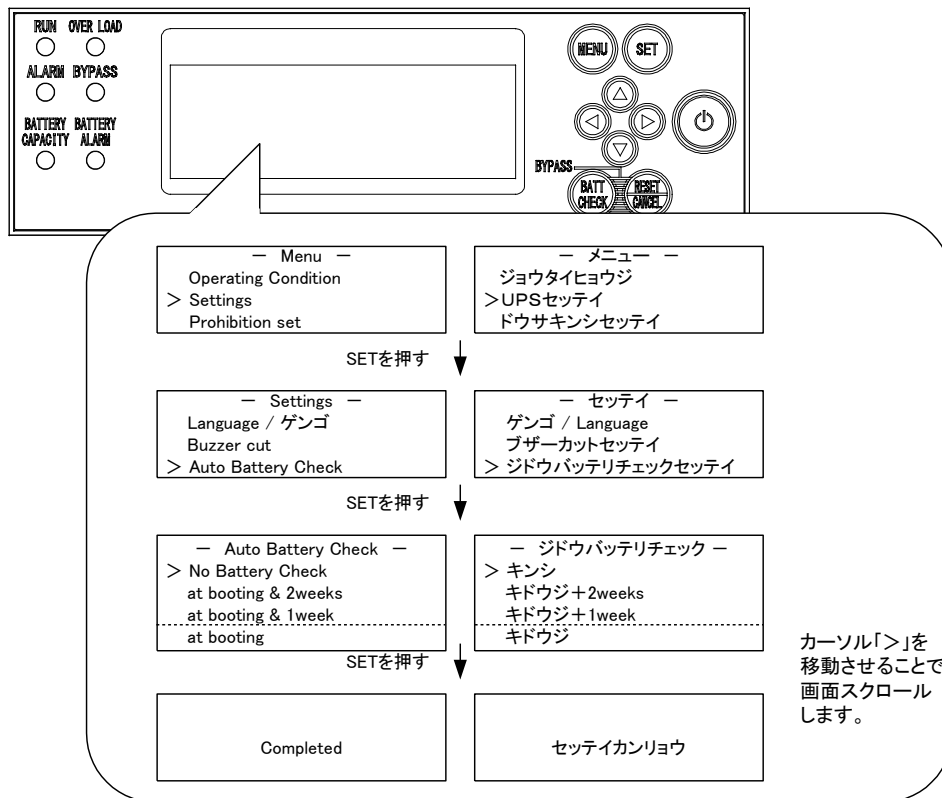 RUN OVER LOAD
ALARM BYPASS
BATTERY CAPACITY BATTERY ALARM
MENU SET
BYPASS
BATT CHECK RESET CANCEL
－ Menu －
Operating Condition
＞ Settings
Prohibition set
－ メニュー －
ジョウタイヒョウジ
＞UPSセッテイ
ドウサキンシセッテイ
SETを押す
－ Settings －
Language / ゲンゴ
Buzzer cut
＞ Auto Battery Check
－ セッテイ －
ゲンゴ / Language
ブザーカットセッテイ
＞ ジドウバッテリチェックセッテイ
SETを押す
－ Auto Battery Check －
＞ No Battery Check
at booting & 2weeks
at booting & 1week
at booting
－ ジドウバッテリチェック －
＞ キンシ
キドウジ＋2weeks
キドウジ＋1week
キドウジ
SETを押す
Completed
セッテイカンリョウ
カーソル「＞」を
移動させることで
画面スクロール
します。